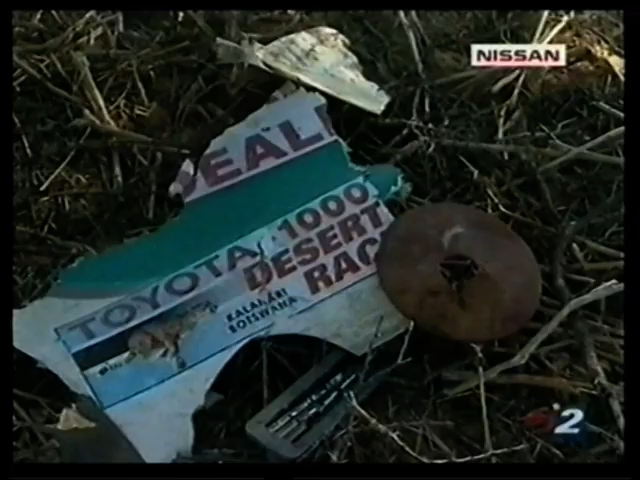 NISSAN
DEAL
TOYOTA 1000
DESERT
RAC
KALAHARI
BOTSWANA
2